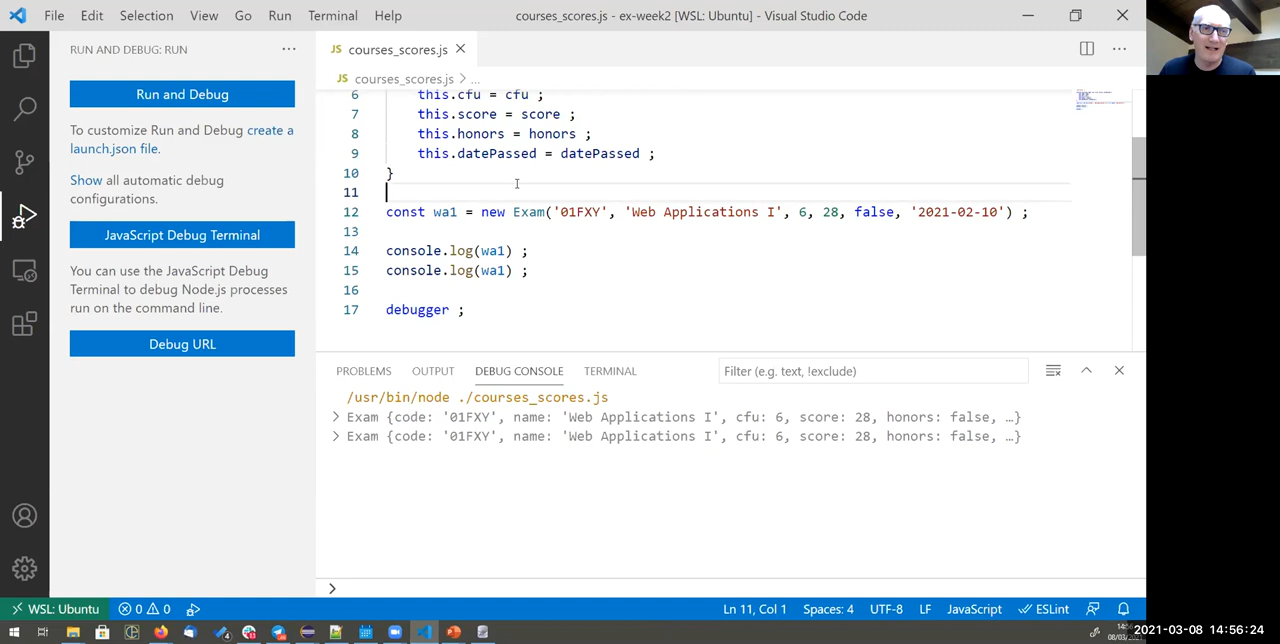 File Edit Selection View Go Run Terminal Help courses_scores.js - ex-week2 [WSL: Ubuntu] - Visual Studio Code
RUN AND DEBUG: RUN
JS courses_scores.js
JS courses_scores.js > ...
Run and Debug
To customize Run and Debug create a
launch.json file.
Show all automatic debug
configurations.
JavaScript Debug Terminal
You can use the JavaScript Debug
Terminal to debug Node.js processes
run on the command line.
Debug URL
6 this.cfu = cfu ;
7 this.score = score ;
8 this.honors = honors ;
9 this.datePassed = datePassed ;
10 }
11
12 const wa1 = new Exam('01FXY', 'Web Applications I', 6, 28, false, '2021-02-10') ;
13
14 console.log(wa1) ;
15 console.log(wa1) ;
16
17 debugger ;
PROBLEMS OUTPUT DEBUG CONSOLE TERMINAL Filter (e.g. text, !exclude)
/usr/bin/node ./courses_scores.js
> Exam {code: '01FXY', name: 'Web Applications I', cfu: 6, score: 28, honors: false, …}
> Exam {code: '01FXY', name: 'Web Applications I', cfu: 6, score: 28, honors: false, …}
>
WSL: Ubuntu 0 0 Ln 11, Col 1 Spaces: 4 UTF-8 LF JavaScript ESLint
2021-03-08 14:56:24